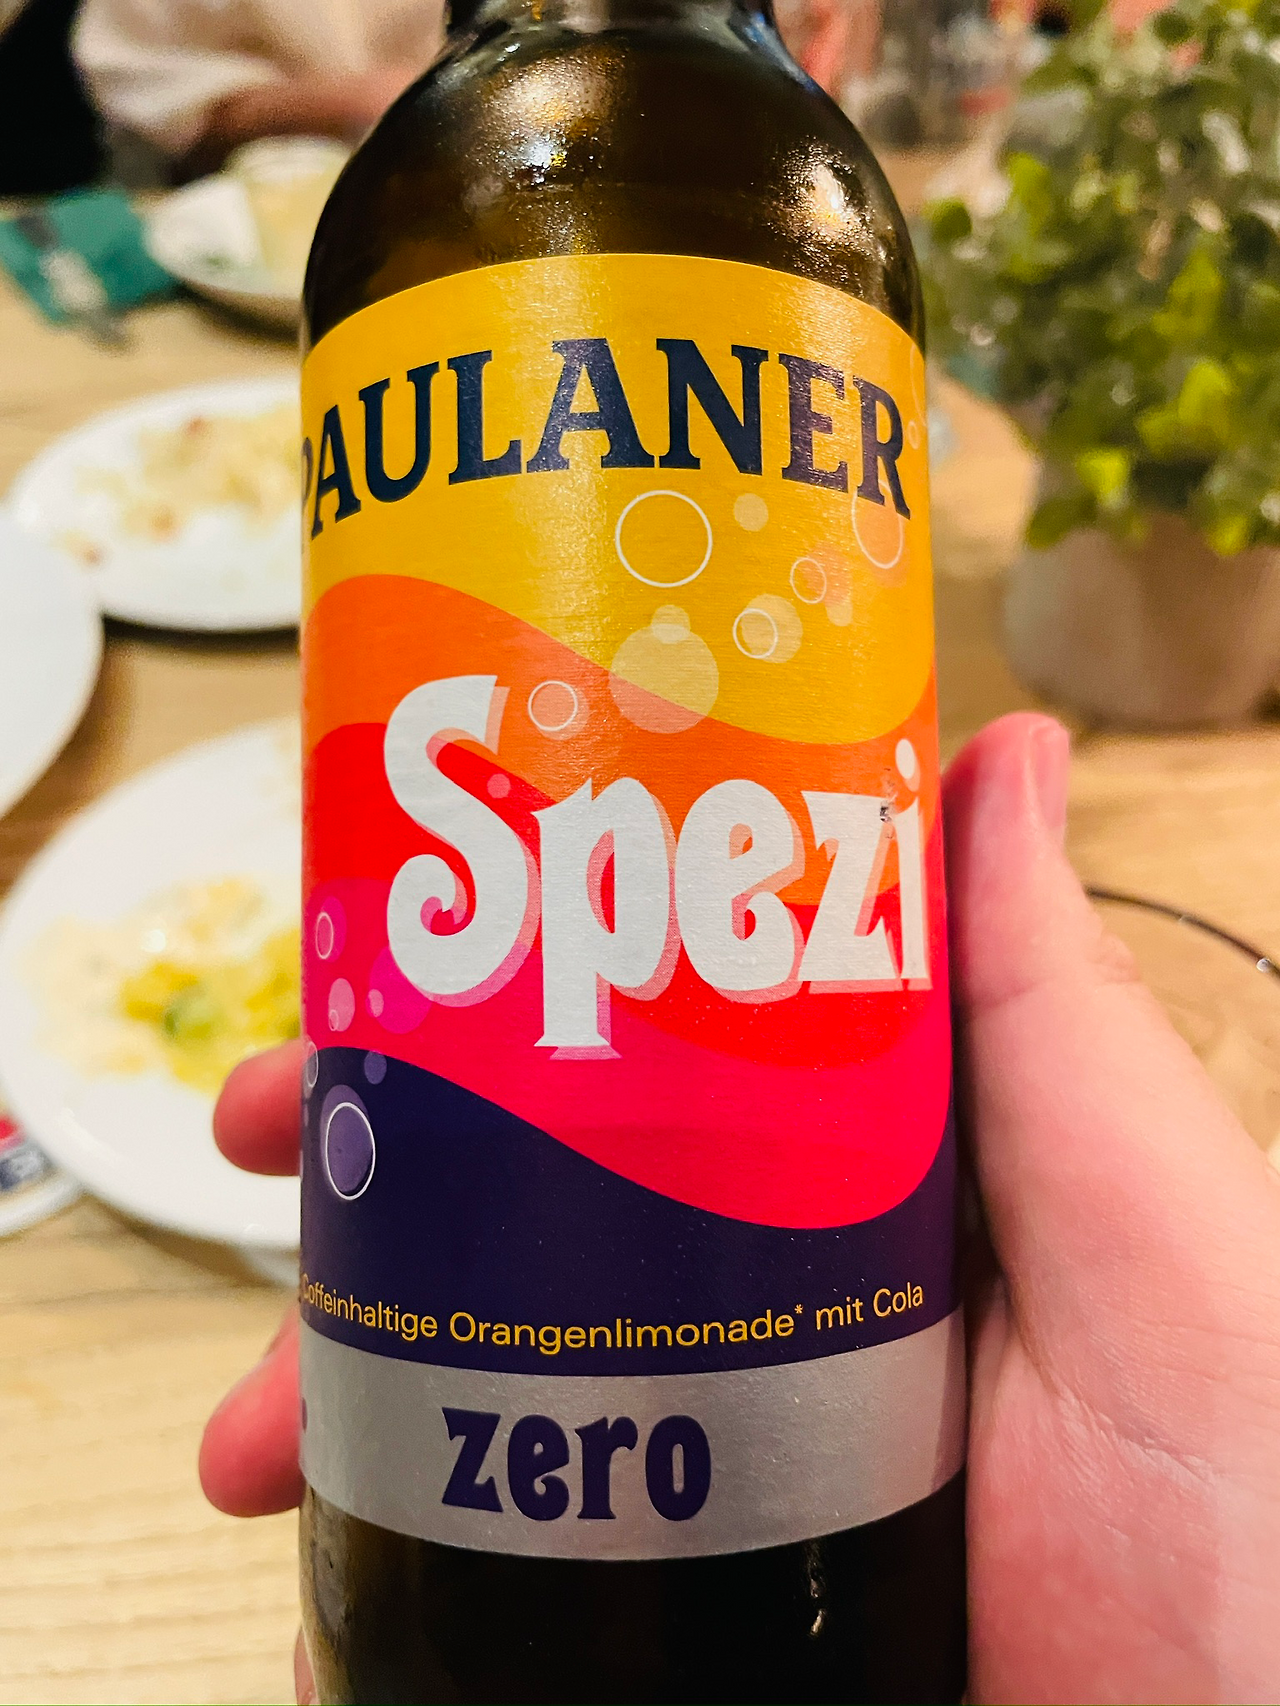 PAULANER
Spezi
Coffeinhaltige Orangenlimonade* mit Cola
zero